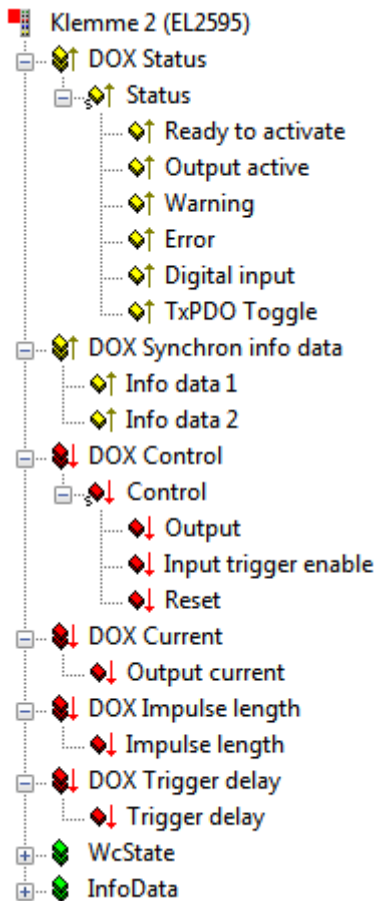 Klemme 2 (EL2595)
DOX Status
Status
Ready to activate
Output active
Warning
Error
Digital input
TxPDO Toggle
DOX Synchron info data
Info data 1
Info data 2
DOX Control
Control
Output
Input trigger enable
Reset
DOX Current
Output current
DOX Impulse length
Impulse length
DOX Trigger delay
Trigger delay
WcState
InfoData